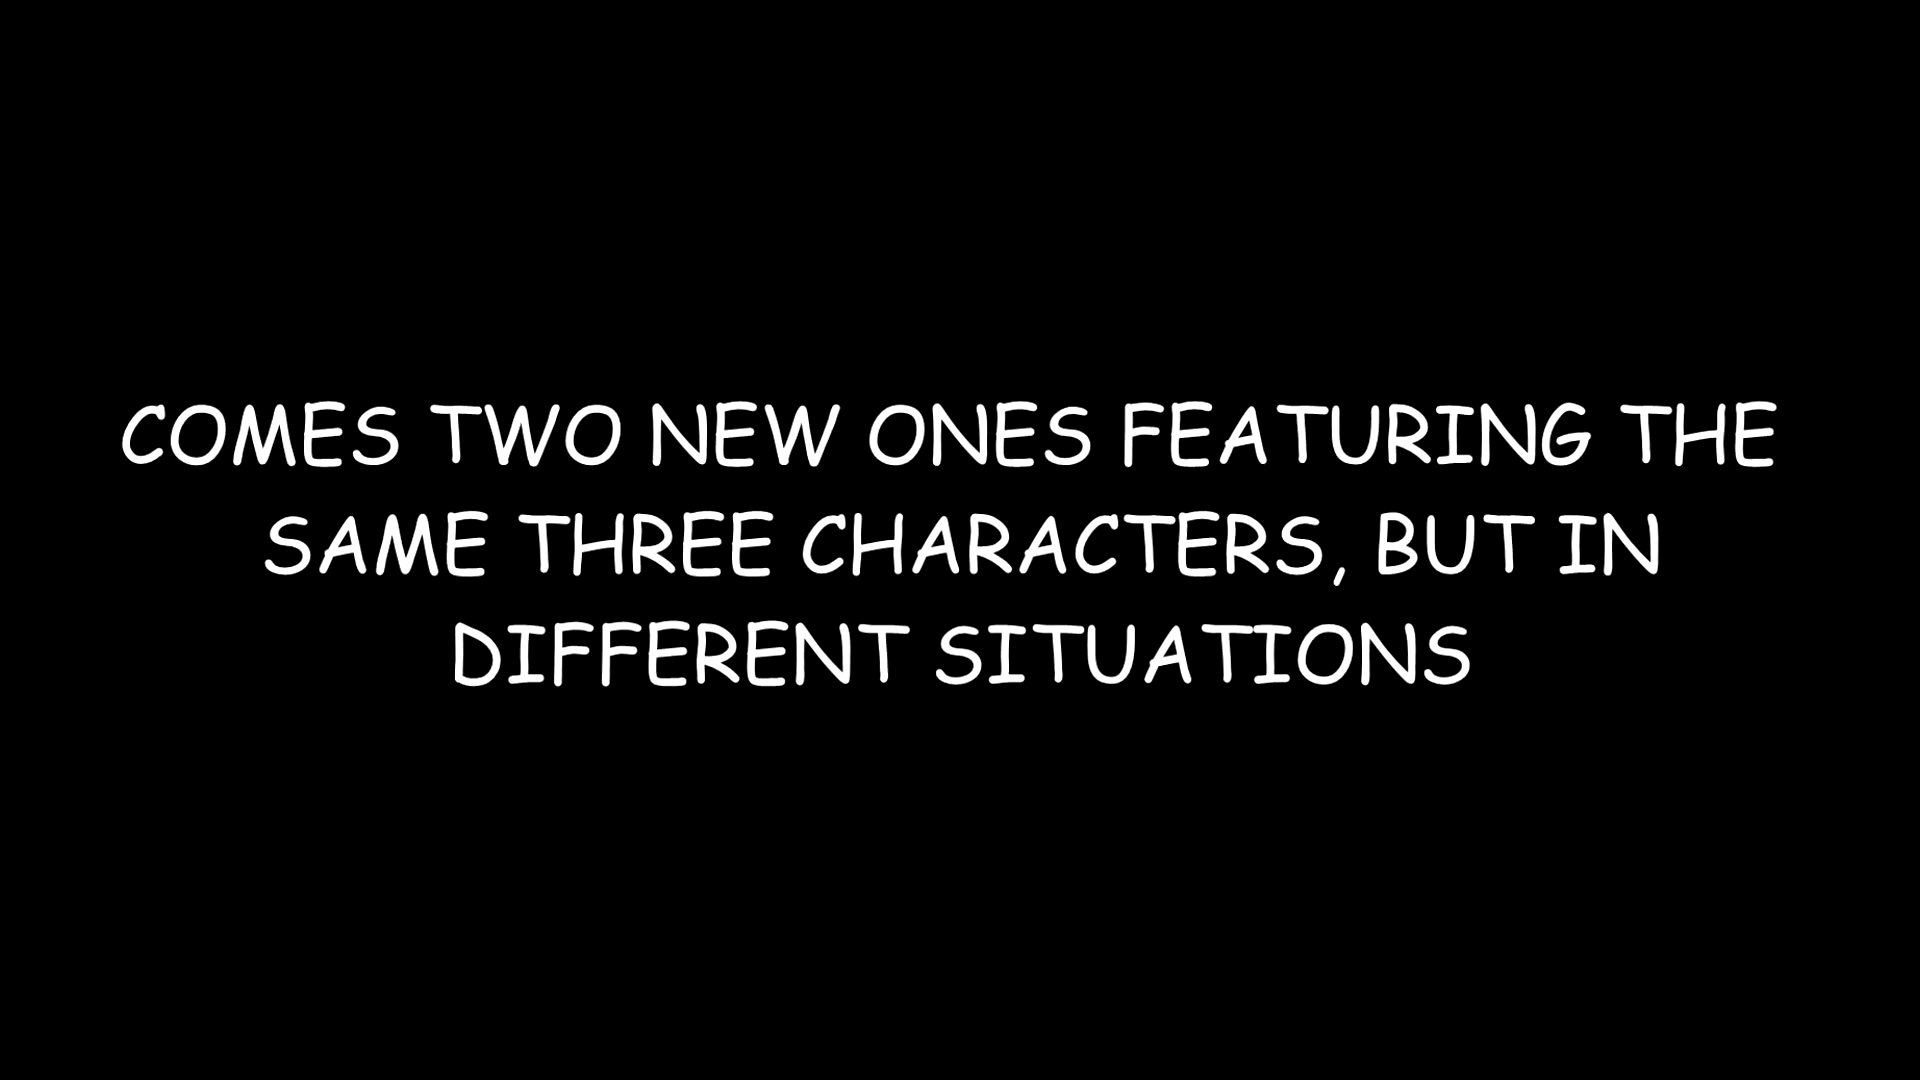 COMES TWO NEW ONES FEATURING THE
SAME THREE CHARACTERS, BUT IN
DIFFERENT SITUATIONS